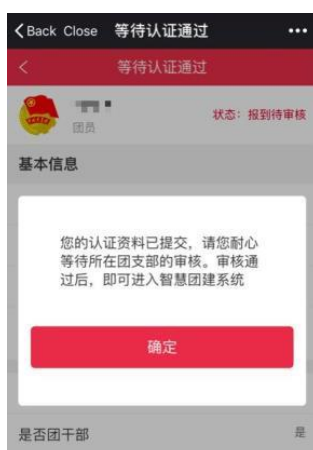 Back Close 等待认证通过
等待认证通过
状态：报到待审核
团员
基本信息
您的认证资料已提交，请您耐心
等待所在团支部的审核。审核通
过后，即可进入智慧团建系统
确定
是否团干部 是